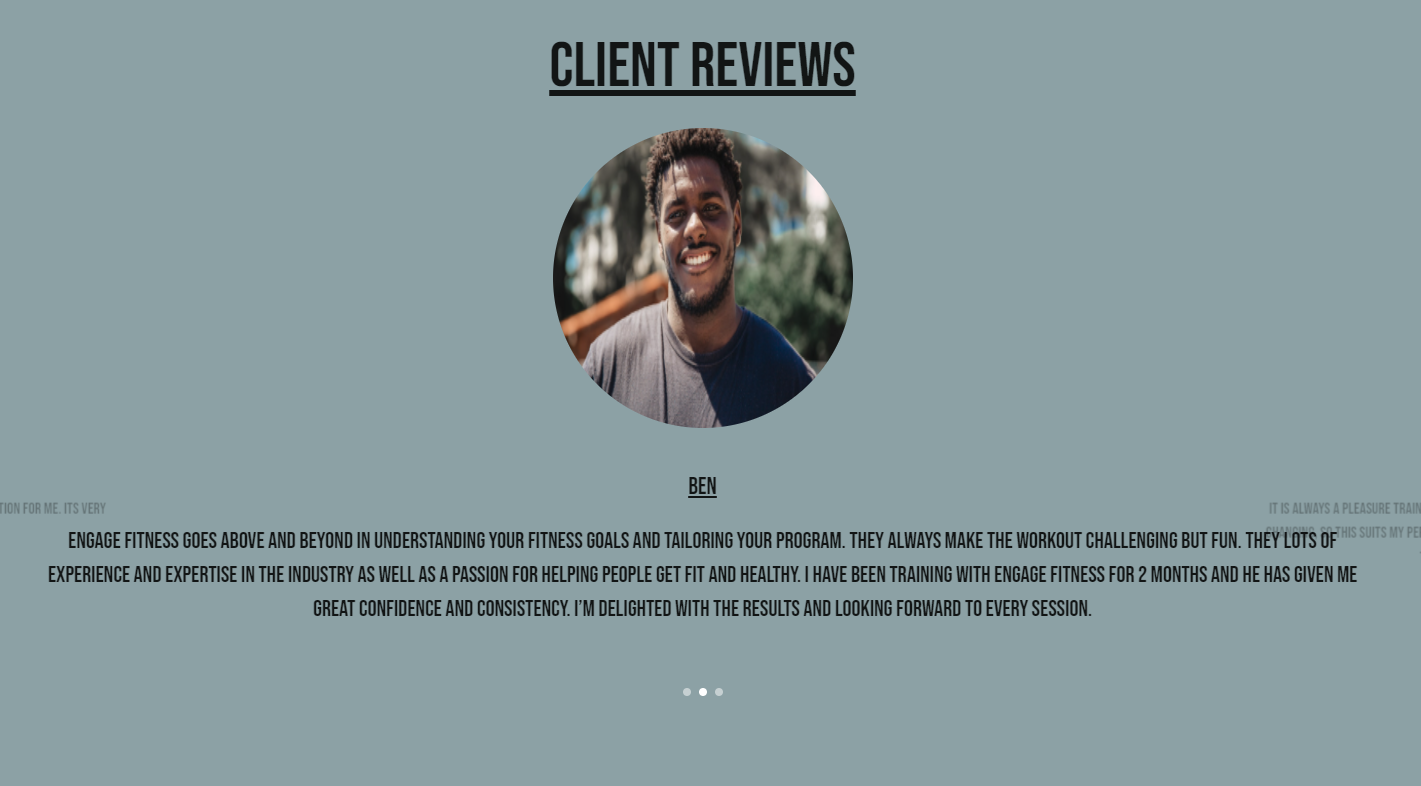 CLIENT REVIEWS
BEN
TION FOR ME. ITS VERY
IT IS ALWAYS A PLEASURE TRAIN
CHANGING, SO THIS SUITS MY PE
ENGAGE FITNESS GOES ABOVE AND BEYOND IN UNDERSTANDING YOUR FITNESS GOALS AND TAILORING YOUR PROGRAM. THEY ALWAYS MAKE THE WORKOUT CHALLENGING BUT FUN. THEY LOTS OF
EXPERIENCE AND EXPERTISE IN THE INDUSTRY AS WELL AS A PASSION FOR HELPING PEOPLE GET FIT AND HEALTHY. I HAVE BEEN TRAINING WITH ENGAGE FITNESS FOR 2 MONTHS AND HE HAS GIVEN ME
GREAT CONFIDENCE AND CONSISTENCY. I’M DELIGHTED WITH THE RESULTS AND LOOKING FORWARD TO EVERY SESSION.